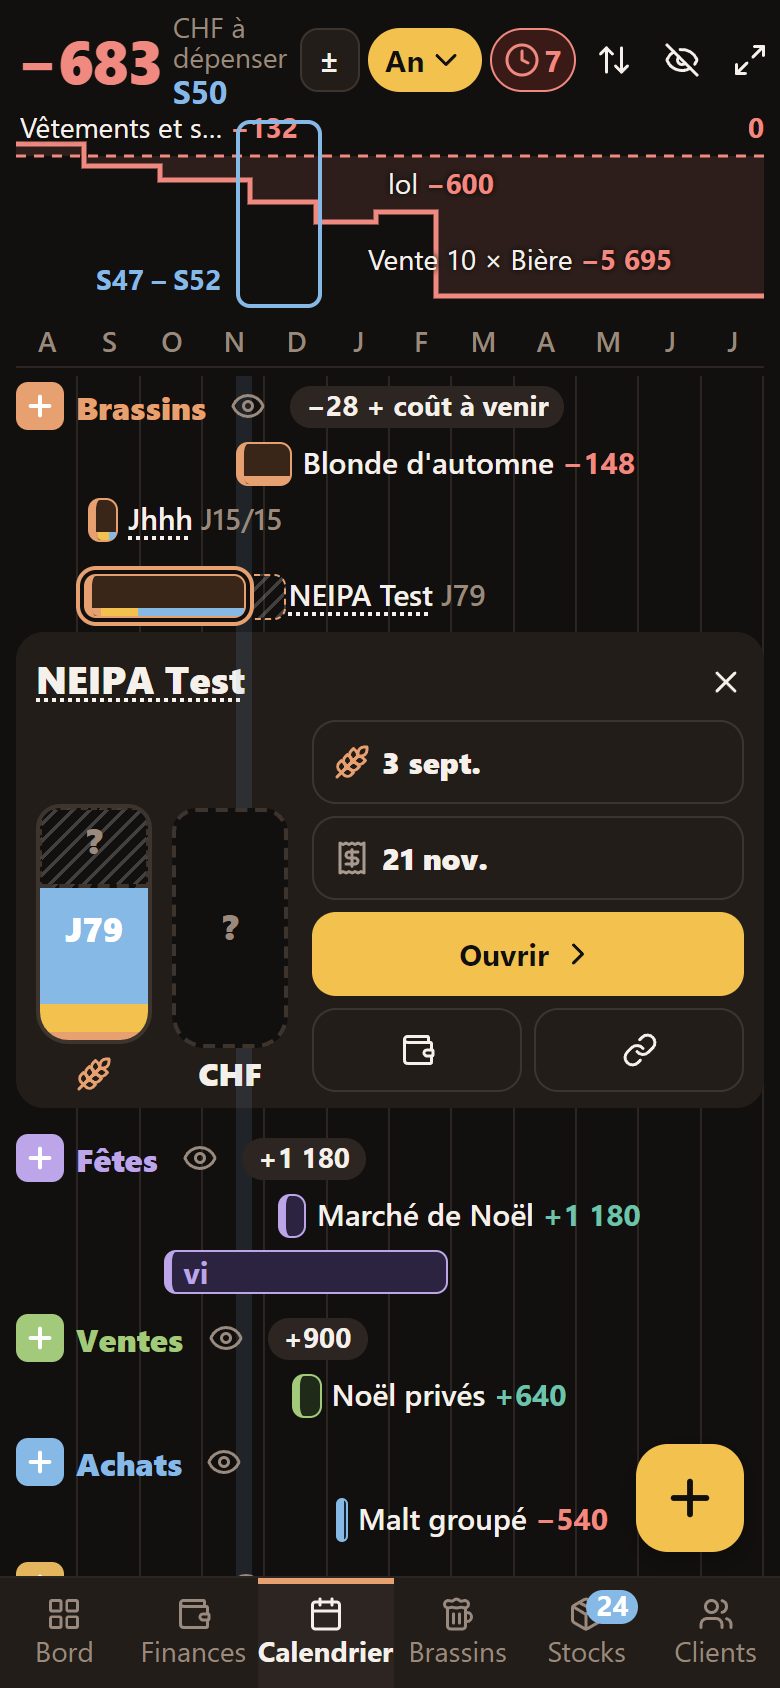 −683
CHF à
dépenser
S50
±
An
7
Vêtements et s... −132
0
lol −600
Vente 10 × Bière −5 695
S47 – S52
A S O N D J F M A M J J
Brassins
−28 + coût à venir
Blonde d'automne −148
Jhhh J15/15
NEIPA Test J79
NEIPA Test
3 sept.
?
J79
?
21 nov.
Ouvrir
CHF
Fêtes
+1 180
Marché de Noël +1 180
vi
Ventes
+900
Noël privés +640
Achats
Malt groupé −540
24
Bord Finances Calendrier Brassins Stocks Clients